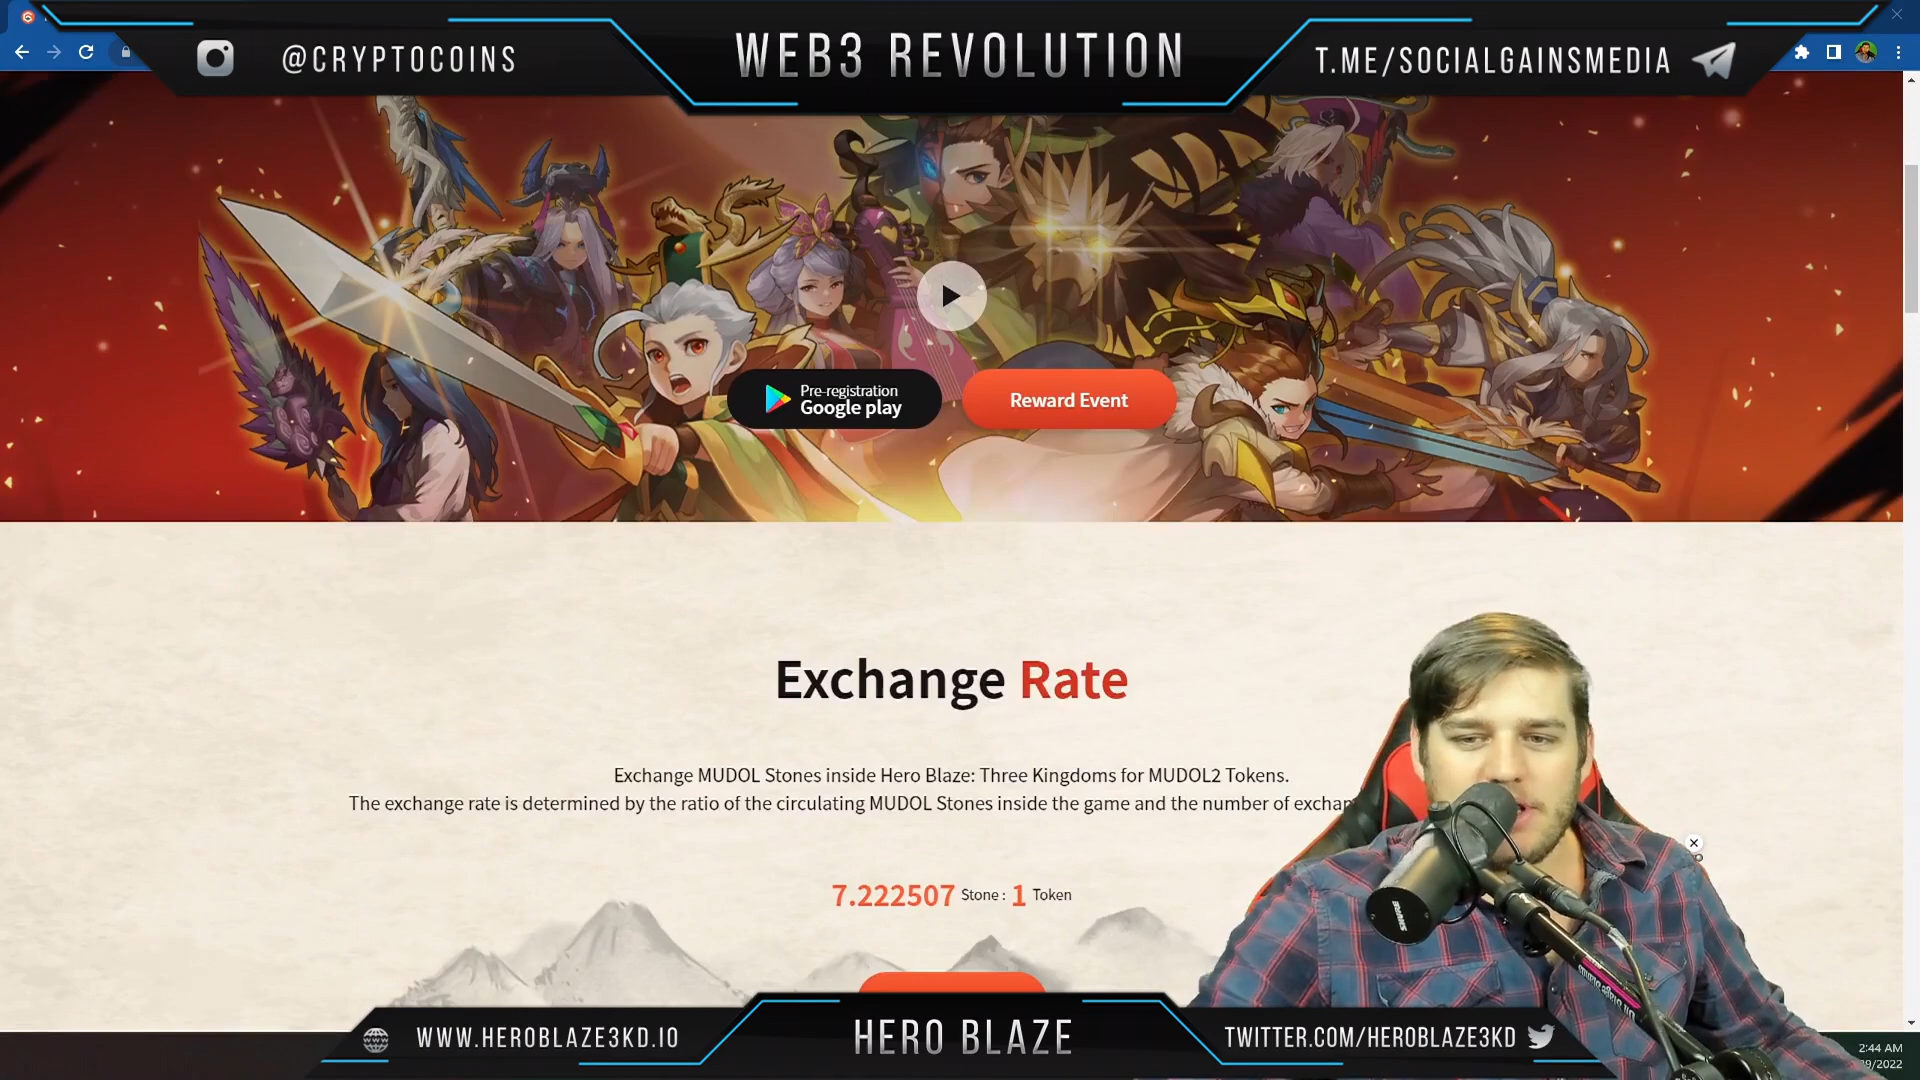 @CRYPTOCOINS
WEB3 REVOLUTION
T.ME/SOCIALGAINSMEDIA
Pre-registration
Google play
Reward Event
Exchange Rate
Exchange MUDOL Stones inside Hero Blaze: Three Kingdoms for MUDOL2 Tokens.
The exchange rate is determined by the ratio of the circulating MUDOL Stones inside the game and the number of
7.222507 Stone : 1 Token
SHURE
WWW.HEROBLAZE3KD.IO
HERO BLAZE
TWITTER.COM/HEROBLAZE3KD
2:44 AM
9/2022